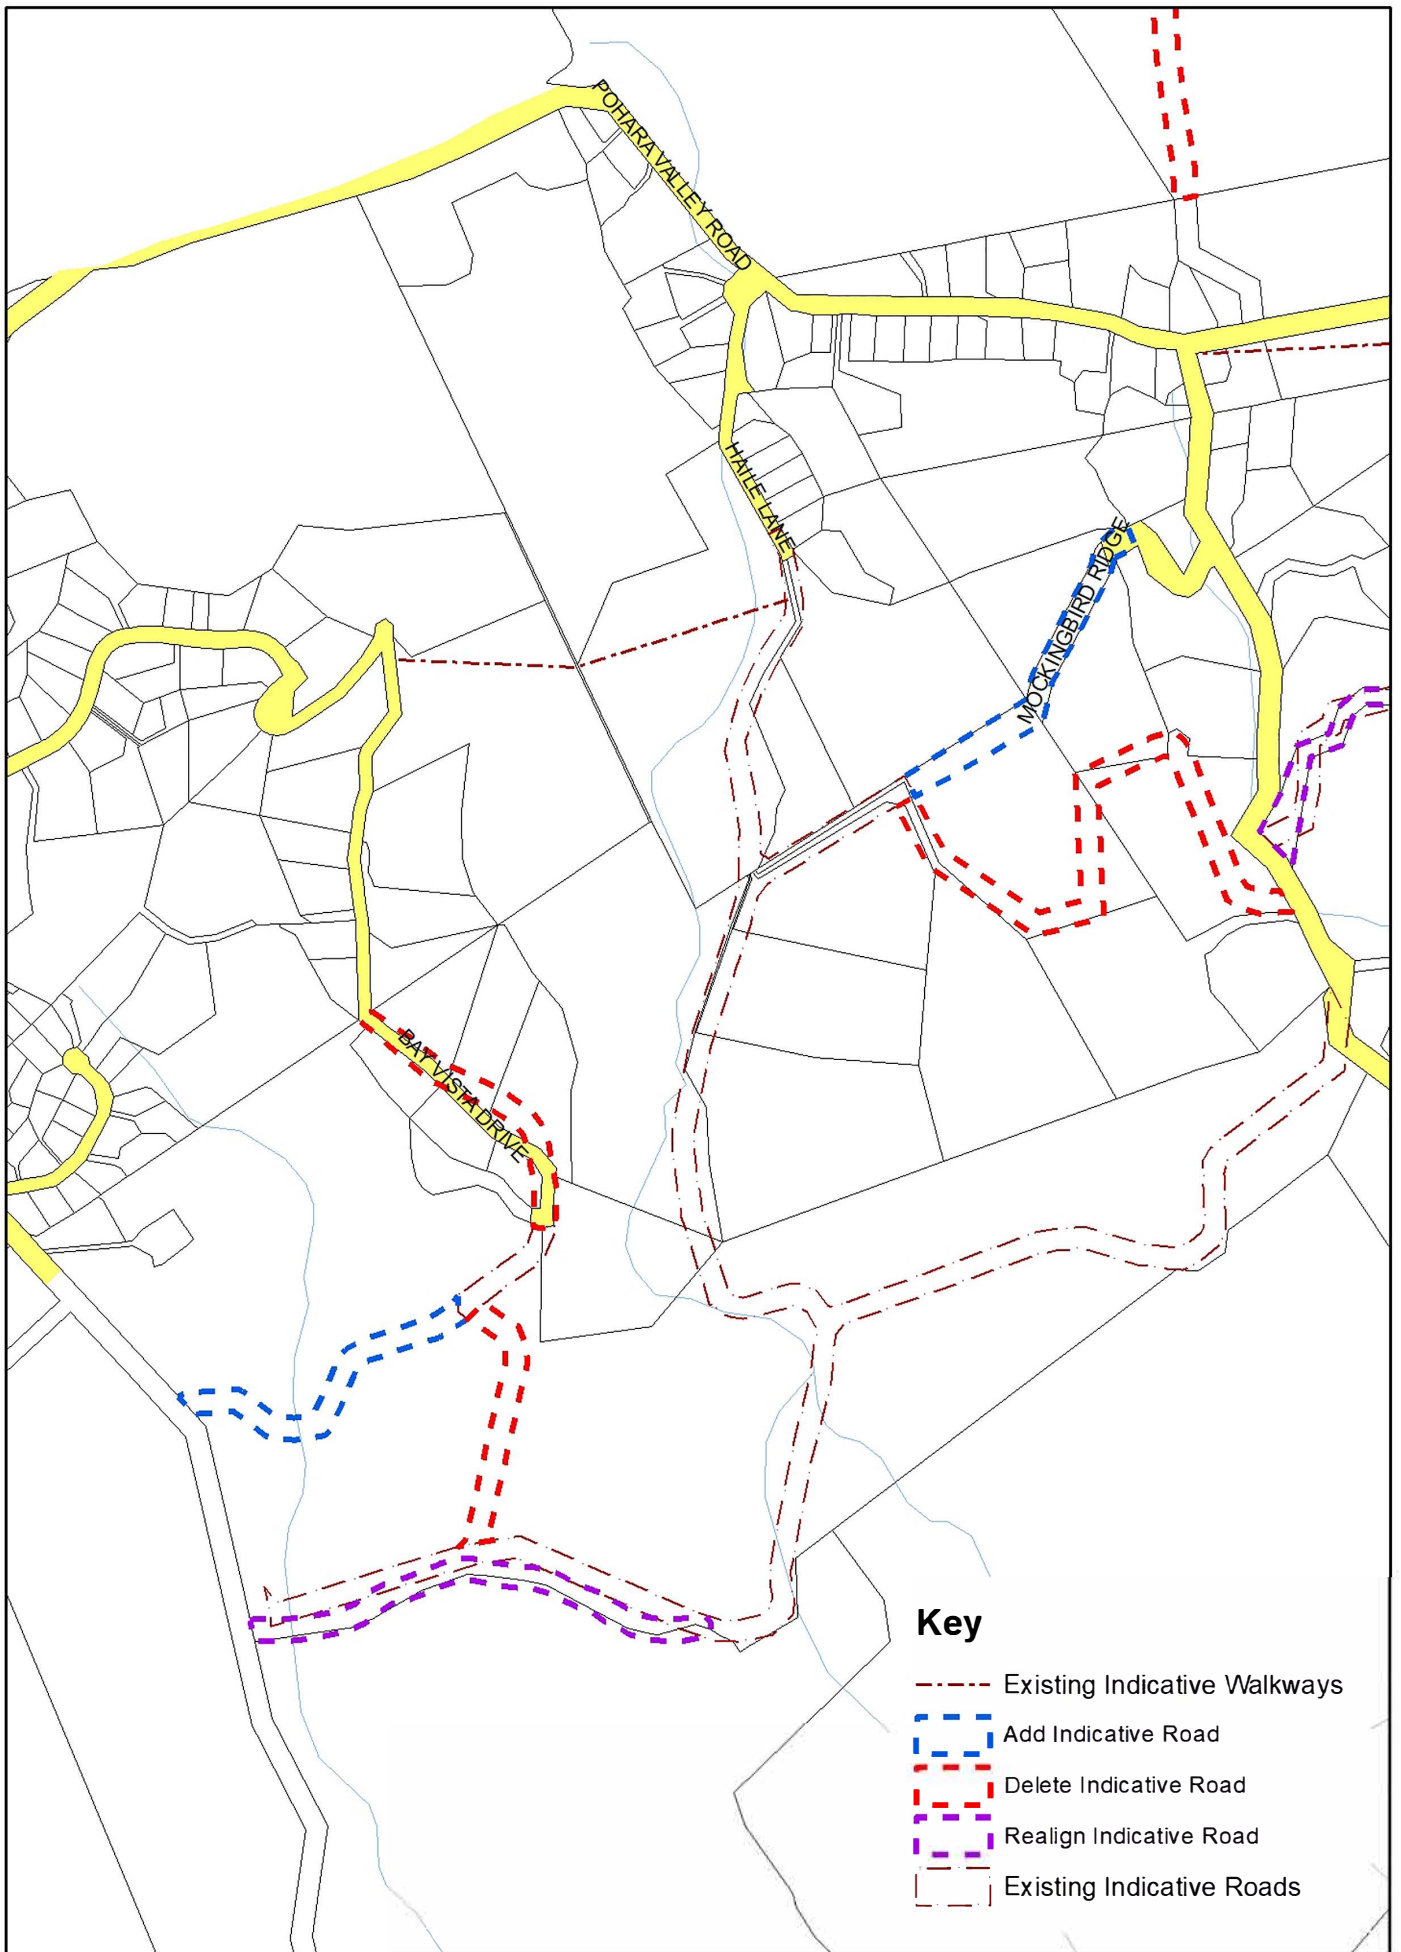 POHARA VALLEY ROAD
HAILE LANE
MOCKINGBIRD RIDGE
BAY VISTA DRIVE
Key
Existing Indicative Walkways
Add Indicative Road
Delete Indicative Road
Realign Indicative Road
Existing Indicative Roads